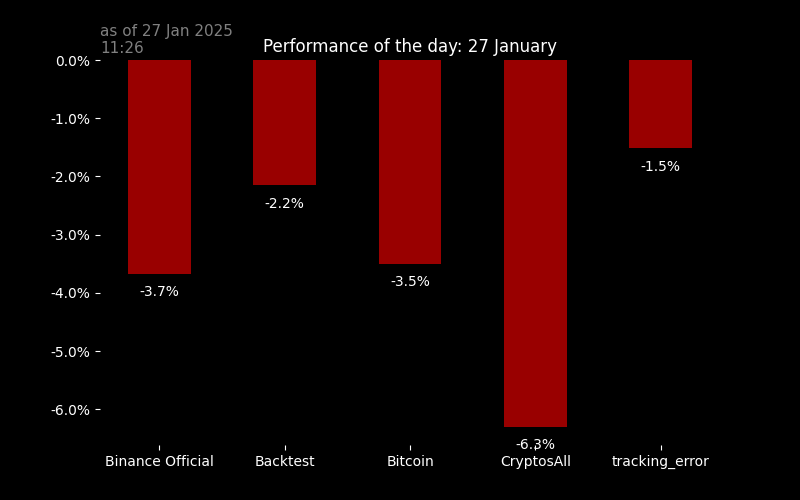 as of 27 Jan 2025
11:26
Performance of the day: 27 January
0.0%
-1.0%
-2.0%
-3.0%
-4.0%
-5.0%
-6.0%
-3.7%
-2.2%
-3.5%
-6.3%
-1.5%
Binance Official
Backtest
Bitcoin
CryptosAll
tracking_error